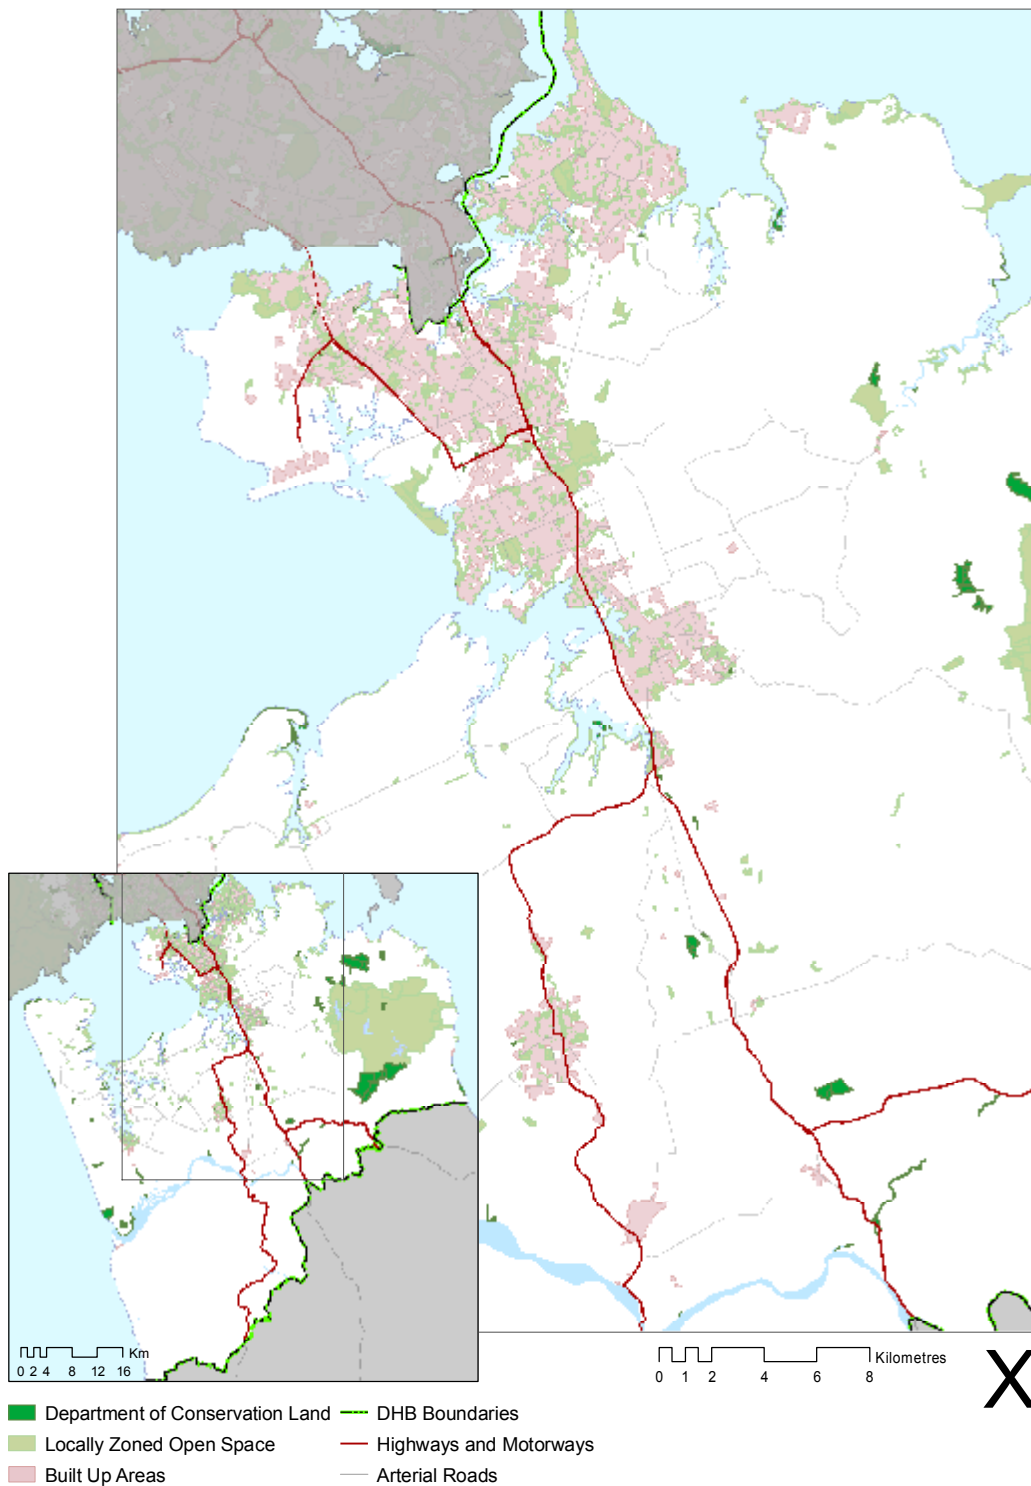 Km
0 2 4 8 12 16
Kilometres
0 1 2 4 6 8
X
Department of Conservation Land
DHB Boundaries
Locally Zoned Open Space
Highways and Motorways
Built Up Areas
Arterial Roads